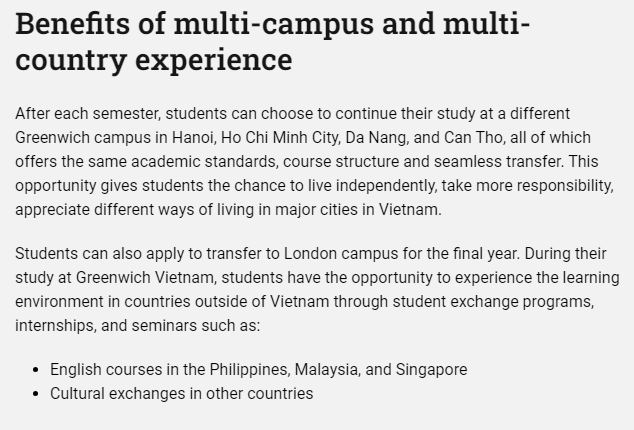 Benefits of multi-campus and multi-
country experience
After each semester, students can choose to continue their study at a different
Greenwich campus in Hanoi, Ho Chi Minh City, Da Nang, and Can Tho, all of which
offers the same academic standards, course structure and seamless transfer. This
opportunity gives students the chance to live independently, take more responsibility,
appreciate different ways of living in major cities in Vietnam.
Students can also apply to transfer to London campus for the final year. During their
study at Greenwich Vietnam, students have the opportunity to experience the learning
environment in countries outside of Vietnam through student exchange programs,
internships, and seminars such as:
• English courses in the Philippines, Malaysia, and Singapore
• Cultural exchanges in other countries